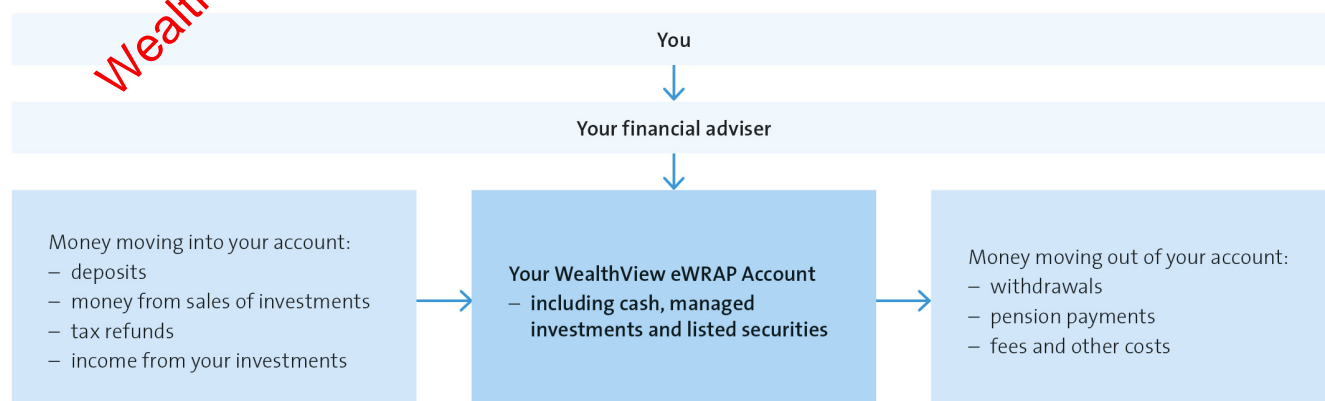 Wealth
You
Your financial adviser
Money moving into your account:
– deposits
– money from sales of investments
– tax refunds
– income from your investments
Your WealthView eWRAP Account
– including cash, managed
investments and listed securities
Money moving out of your account:
– withdrawals
– pension payments
– fees and other costs